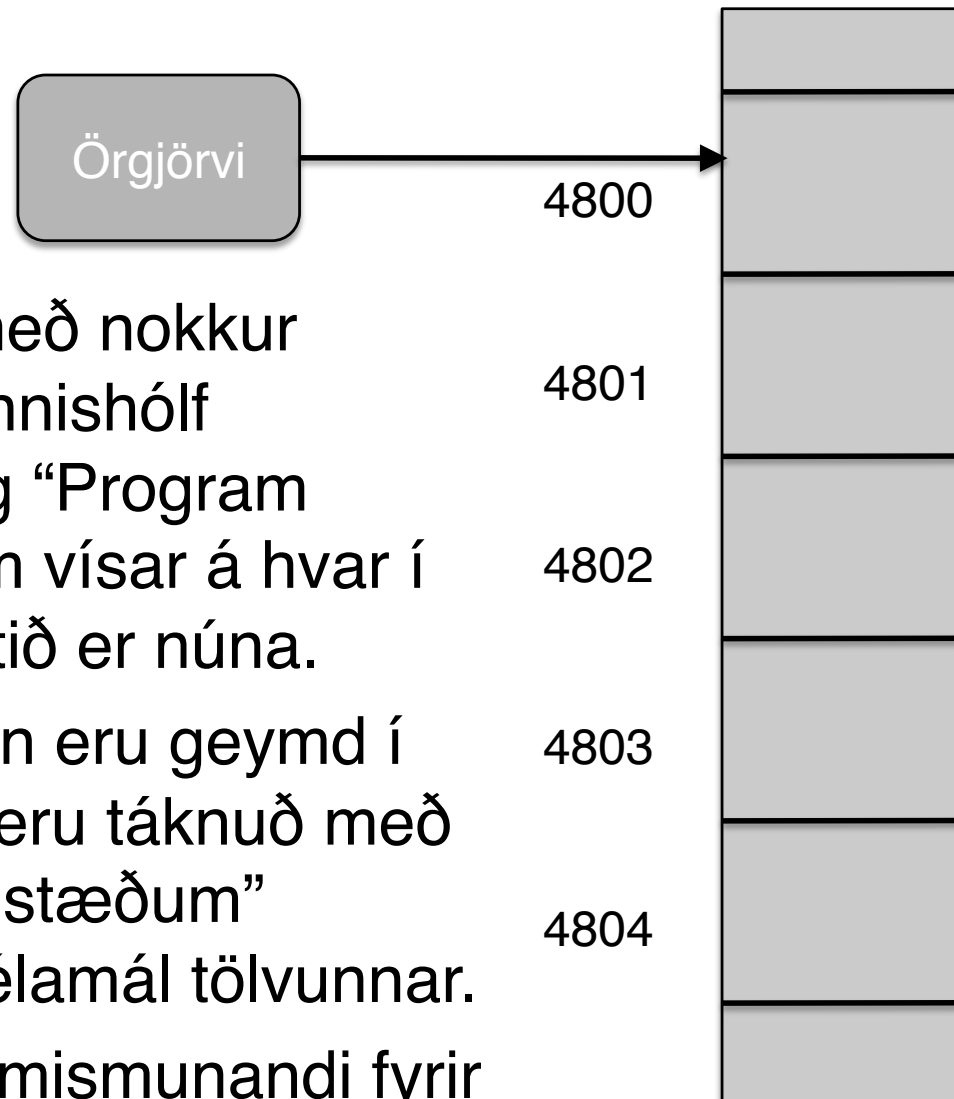 Örgjörvi
4800
með nokkur
nnishólf
4801
“Program
m vísar á hvar í
4802
tið er núna.
n eru geymd í
4803
eru táknuð með
stæðum”
4804
élamál tölvunnar.
mismunandi fyrir